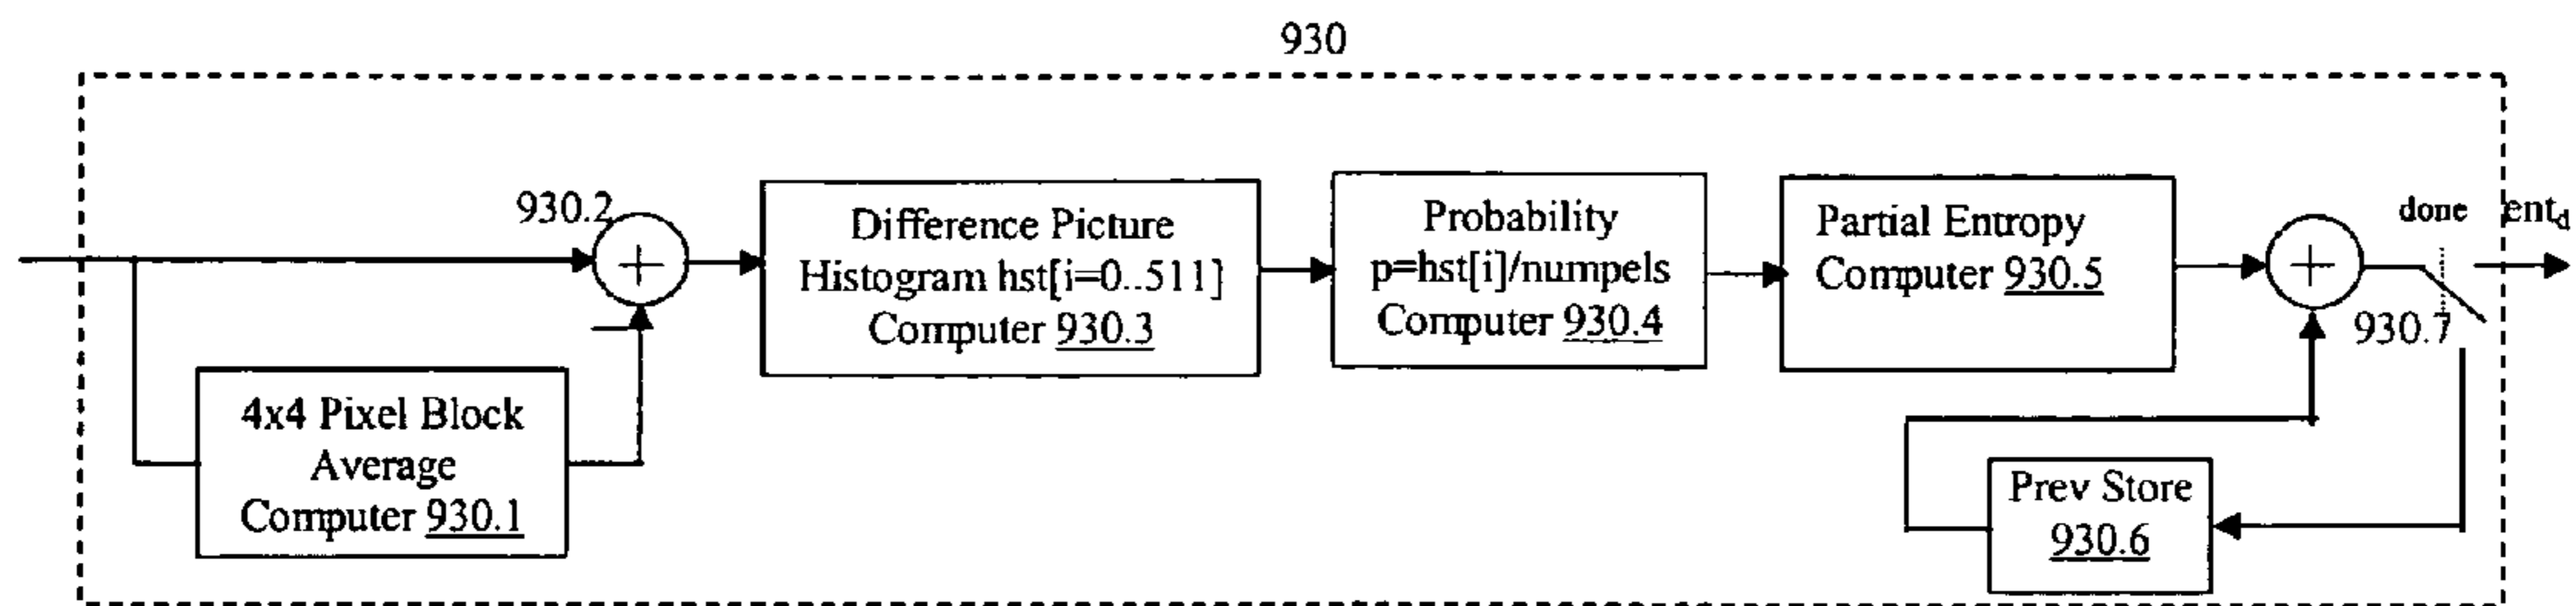 930
930.2
+
Difference Picture
Histogram hst[i=0..511]
Computer 930.3
Probability
p=hst[i]/numpels
Computer 930.4
Partial Entropy
Computer 930.5
+
done
ent_d
930.7
4x4 Pixel Block
Average
Computer 930.1
Prev Store
930.6